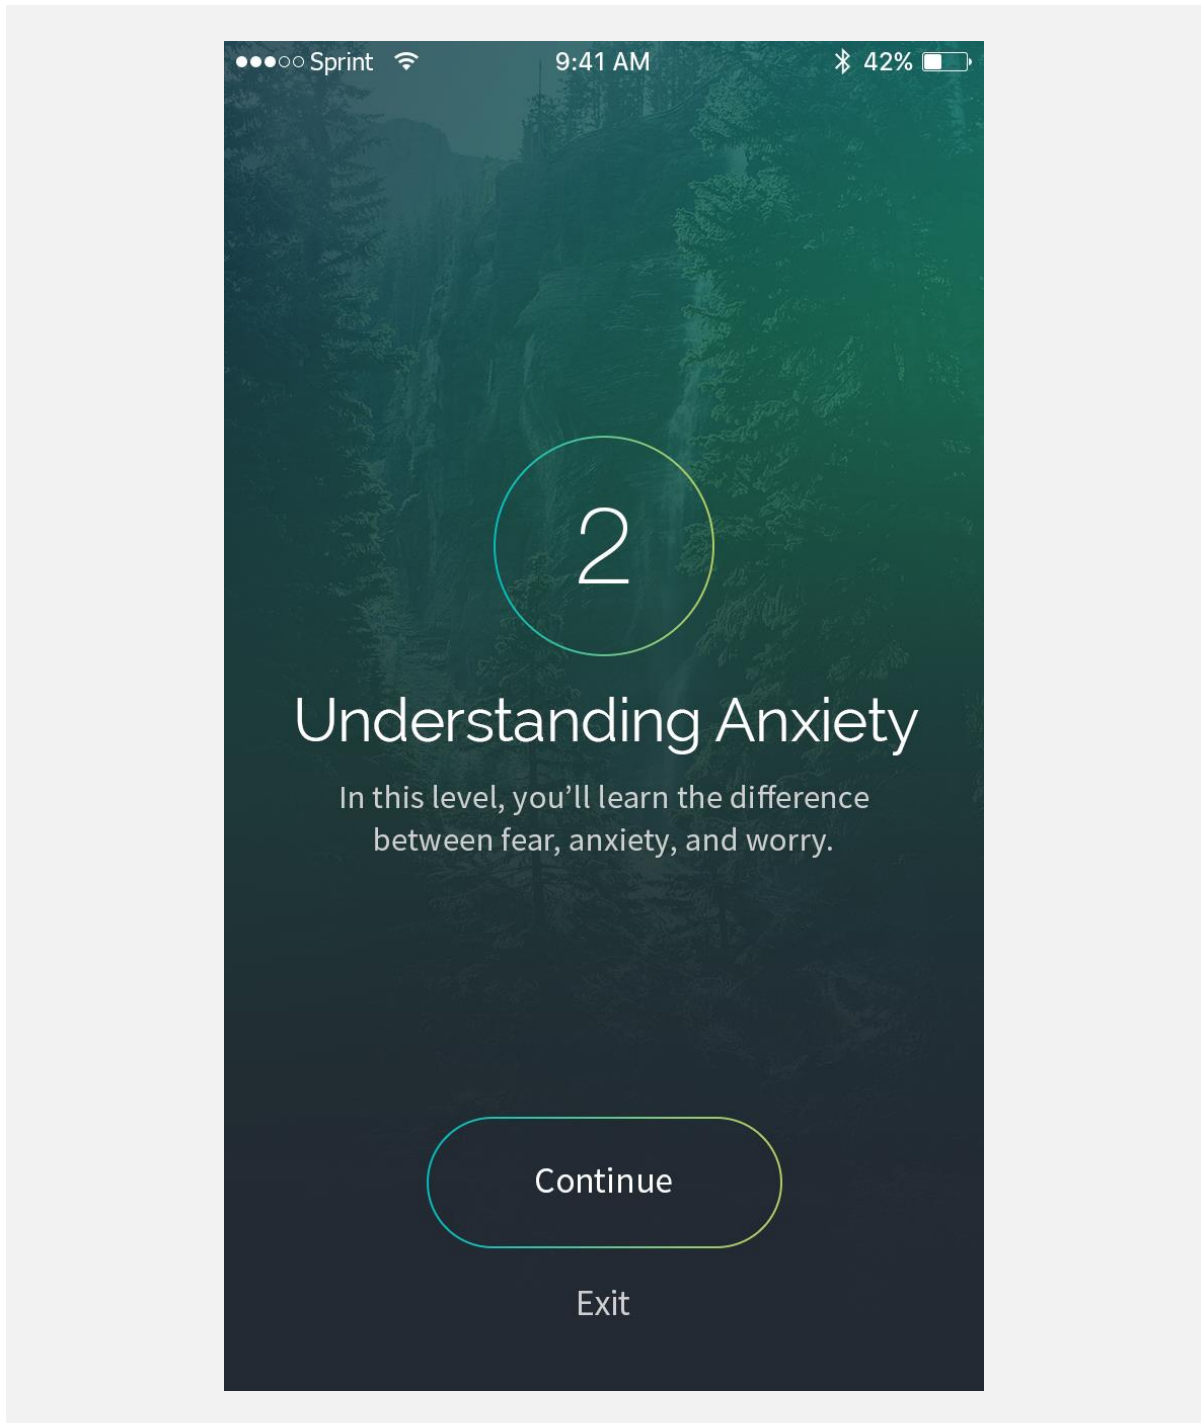 Sprint 9:41 AM 42%
2
Understanding Anxiety
In this level, you’ll learn the difference
between fear, anxiety, and worry.
Continue
Exit